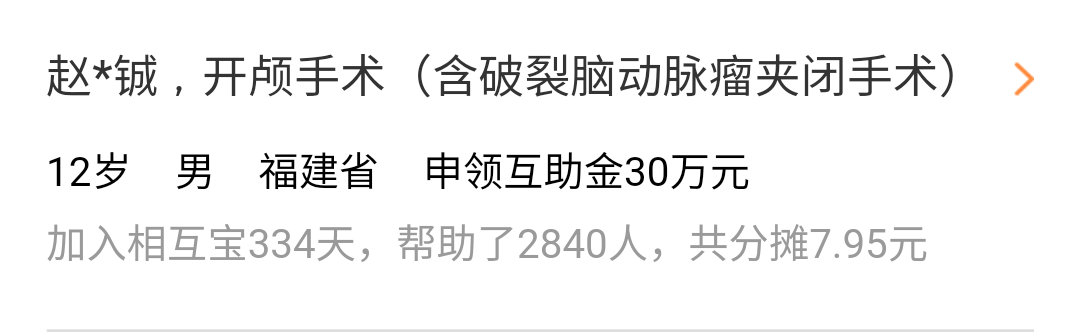 赵*铖，开颅手术（含破裂脑动脉瘤夹闭手术）
12岁 男 福建省 申领互助金30万元
加入相互宝334天，帮助了2840人，共分摊7.95元